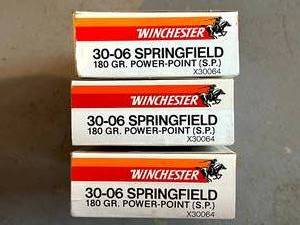 WINCHESTER
30-06 SPRINGFIELD
180 GR. POWER-POINT (S.P.)
X30064
WINCHESTER
30-06 SPRINGFIELD
180 GR. POWER-POINT (S.P.)
X30064
WINCHESTER
30-06 SPRINGFIELD
180 GR. POWER-POINT (S.P.)
X30064